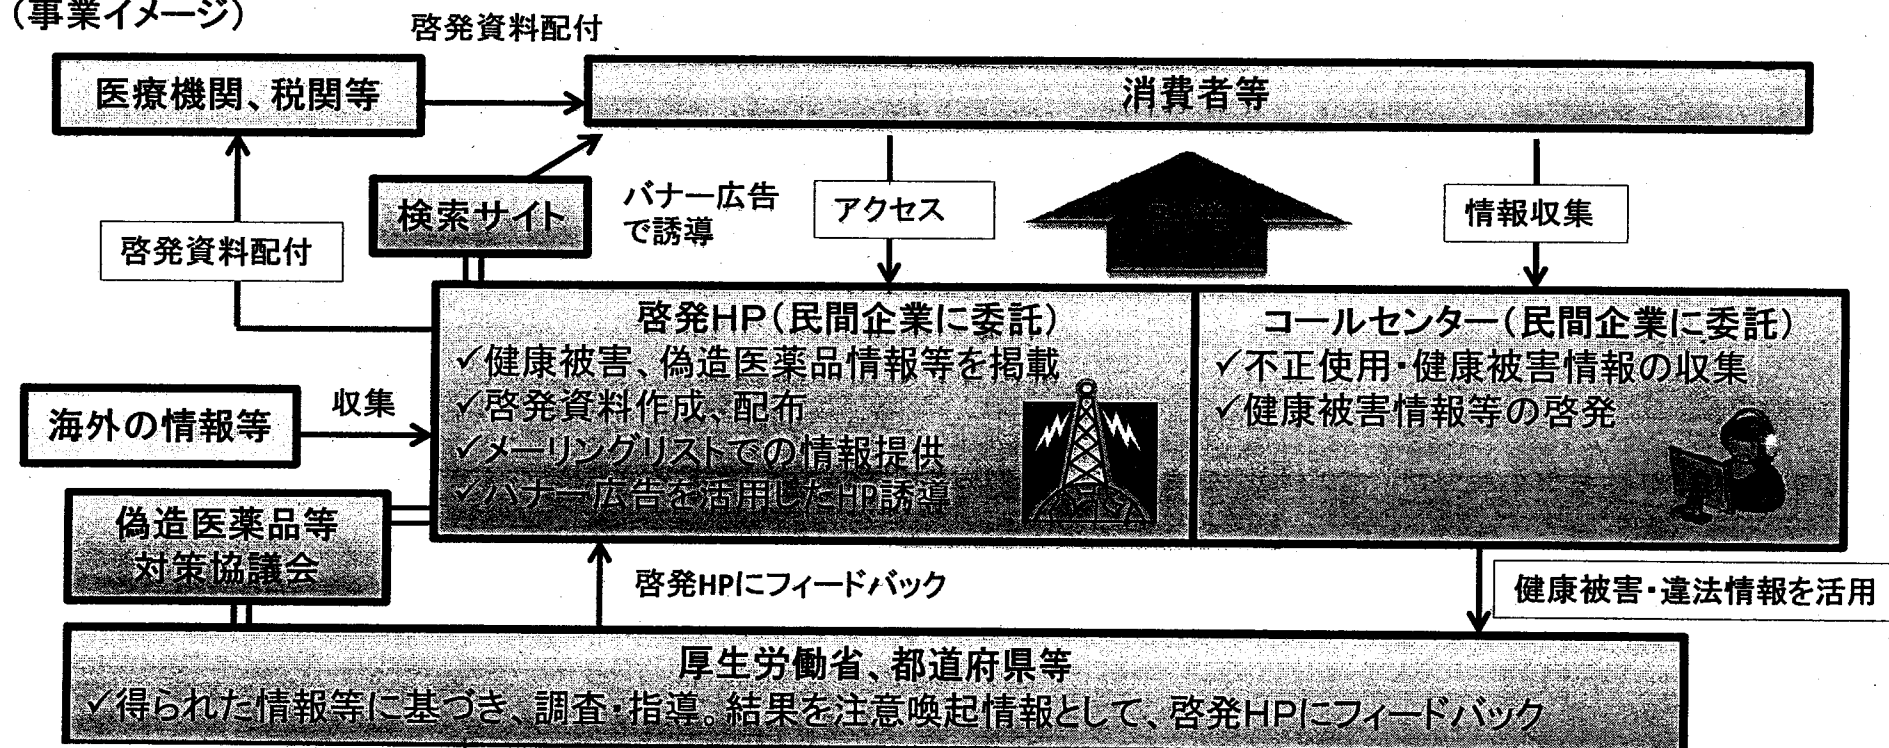 (事業イメージ)
啓発資料配付
医療機関、税関等
消費者等
検索サイト
バナー広告
で誘導
アクセス
情報収集
啓発資料配付
啓発HP(民間企業に委託)
✓健康被害、偽造医薬品情報等を掲載
✓啓発資料作成、配布
✓メーリングリストでの情報提供
✓バナー広告を活用したHP誘導
コールセンター(民間企業に委託)
✓不正使用・健康被害情報の収集
✓健康被害情報等の啓発
海外の情報等
収集
偽造医薬品等
対策協議会
啓発HPにフィードバック
健康被害・違法情報を活用
厚生労働省、都道府県等
✓得られた情報等に基づき、調査・指導。結果を注意喚起情報として、啓発HPにフィードバック